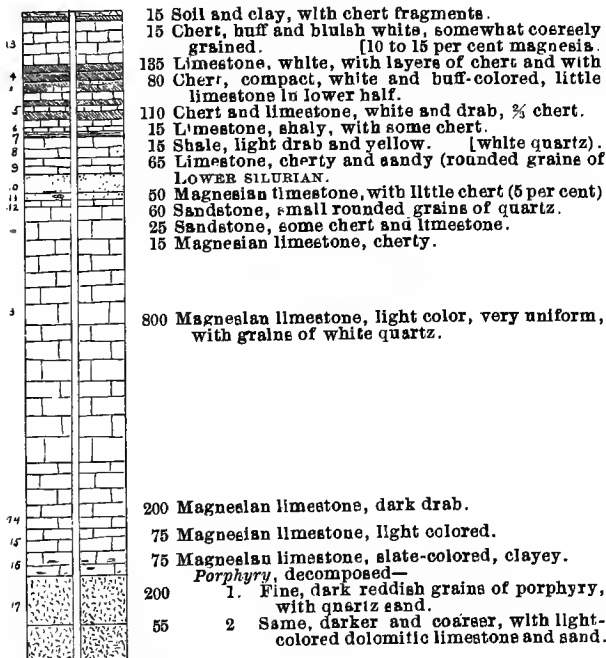 15 Soil and clay, with chert fragments.
15 Chert, buff and bluish white, somewhat coersely
grained. [10 to 15 per cent magnesia.
135 Limestone, white, with layers of chert and with
80 Chert, compact, white and buff-colored, little
limestone in lower half.
110 Chert and limestone, white and drab, ⅔ chert.
15 Limestone, shaly, with some chert.
15 Shale, light drab and yellow. [white quartz).
65 Limestone, cherty and sandy (rounded grains of
LOWER SILURIAN.
50 Magnesian limestone, with little chert (5 per cent)
60 Sandstone, small rounded grains of quartz.
25 Sandstone, some chert and limestone.
15 Magnesian limestone, cherty.
800 Magnesian limestone, light color, very uniform,
with grains of white quartz.
200 Magnesian limestone, dark drab.
75 Magnesian limestone, light colored.
75 Magnesian limestone, slate-colored, clayey.
Porphyry, decomposed—
200 1. Fine, dark reddish grains of porphyry,
with quartz sand.
55 2 Same, darker and coarser, with light-
colored dolomitic limestone and sand.
13
4
5
6
7
8
9
10
11
12
3
14
15
16
17